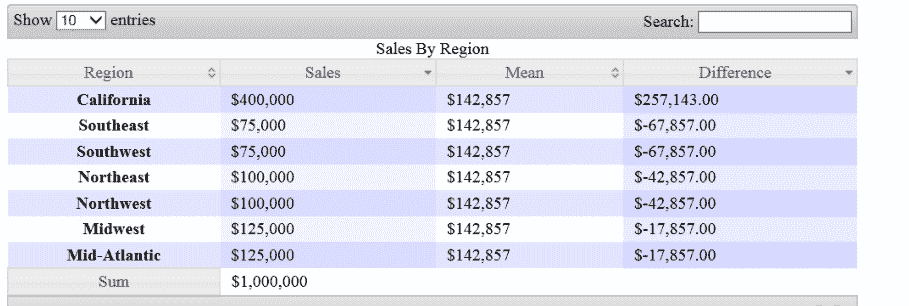 Show 10 entries Search:
Sales By Region
Region Sales Mean Difference
California $400,000 $142,857 $257,143.00
Southeast $75,000 $142,857 $-67,857.00
Southwest $75,000 $142,857 $-67,857.00
Northeast $100,000 $142,857 $-42,857.00
Northwest $100,000 $142,857 $-42,857.00
Midwest $125,000 $142,857 $-17,857.00
Mid-Atlantic $125,000 $142,857 $-17,857.00
Sum $1,000,000